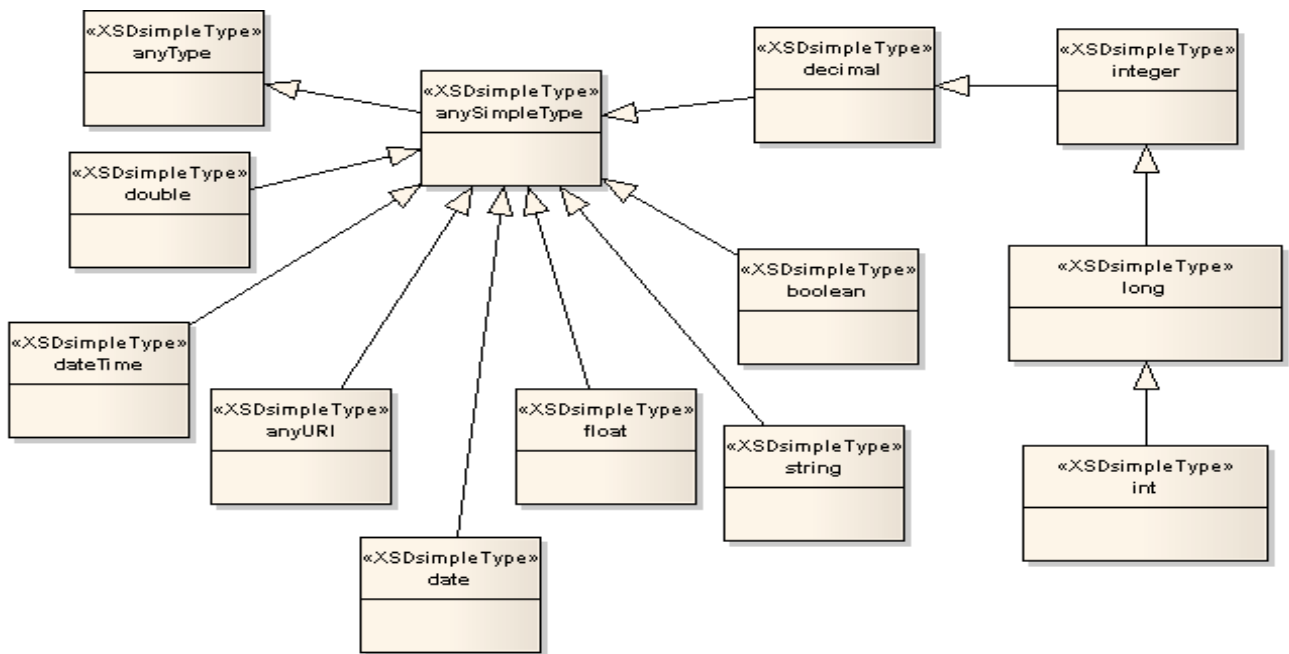 «XSDsimpleType»
anyType
«XSDsimpleType»
anySimpleType
«XSDsimpleType»
decimal
«XSDsimpleType»
integer
«XSDsimpleType»
double
«XSDsimpleType»
boolean
«XSDsimpleType»
long
«XSDsimpleType»
dateTime
«XSDsimpleType»
anyURI
«XSDsimpleType»
float
«XSDsimpleType»
string
«XSDsimpleType»
int
«XSDsimpleType»
date